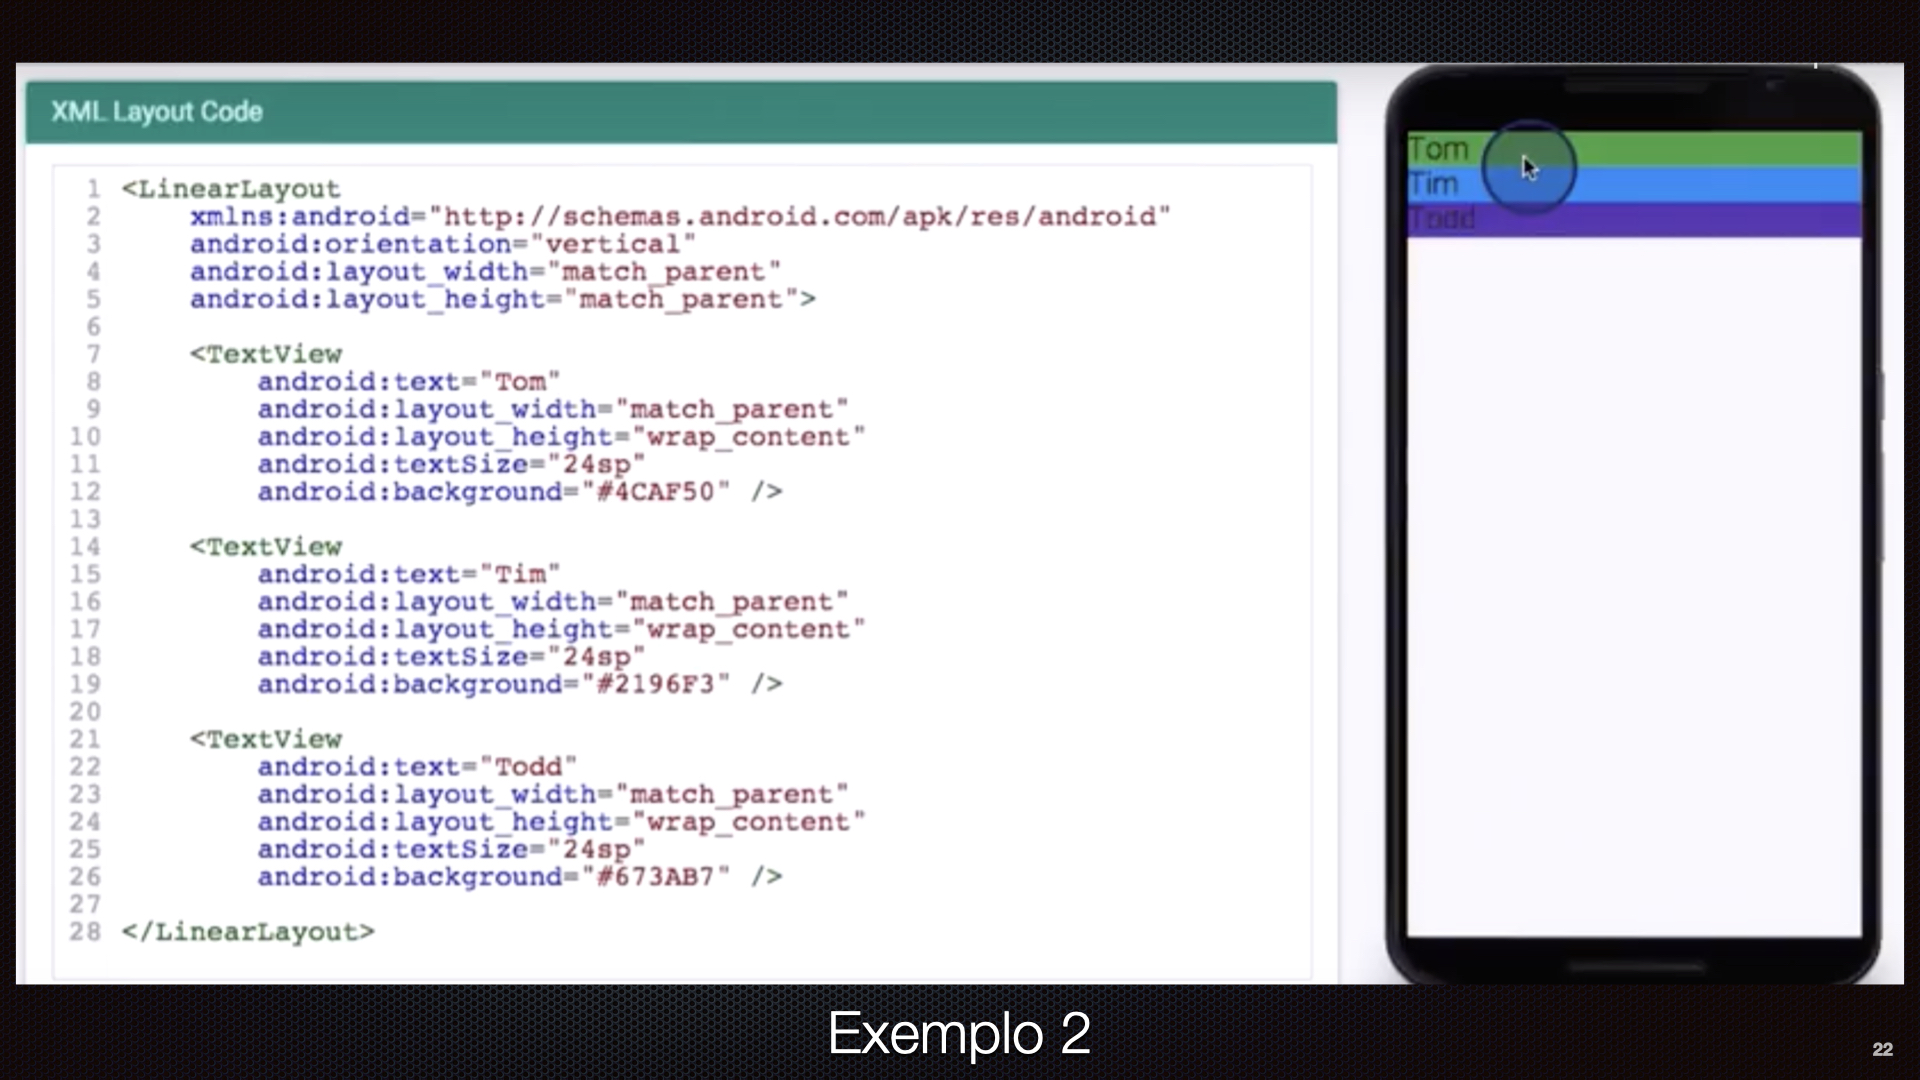 XML Layout Code
1 <LinearLayout
2 xmlns:android="http://schemas.android.com/apk/res/android"
3 android:orientation="vertical"
4 android:layout_width="match_parent"
5 android:layout_height="match_parent">
6
7 <TextView
8 android:text="Tom"
9 android:layout_width="match_parent"
10 android:layout_height="wrap_content"
11 android:textSize="24sp"
12 android:background="#4CAF50" />
13
14 <TextView
15 android:text="Tim"
16 android:layout_width="match_parent"
17 android:layout_height="wrap_content"
18 android:textSize="24sp"
19 android:background="#2196F3" />
20
21 <TextView
22 android:text="Todd"
23 android:layout_width="match_parent"
24 android:layout_height="wrap_content"
25 android:textSize="24sp"
26 android:background="#673AB7" />
27
28 </LinearLayout>
Tom
Tim
Todd
Exemplo 2
22